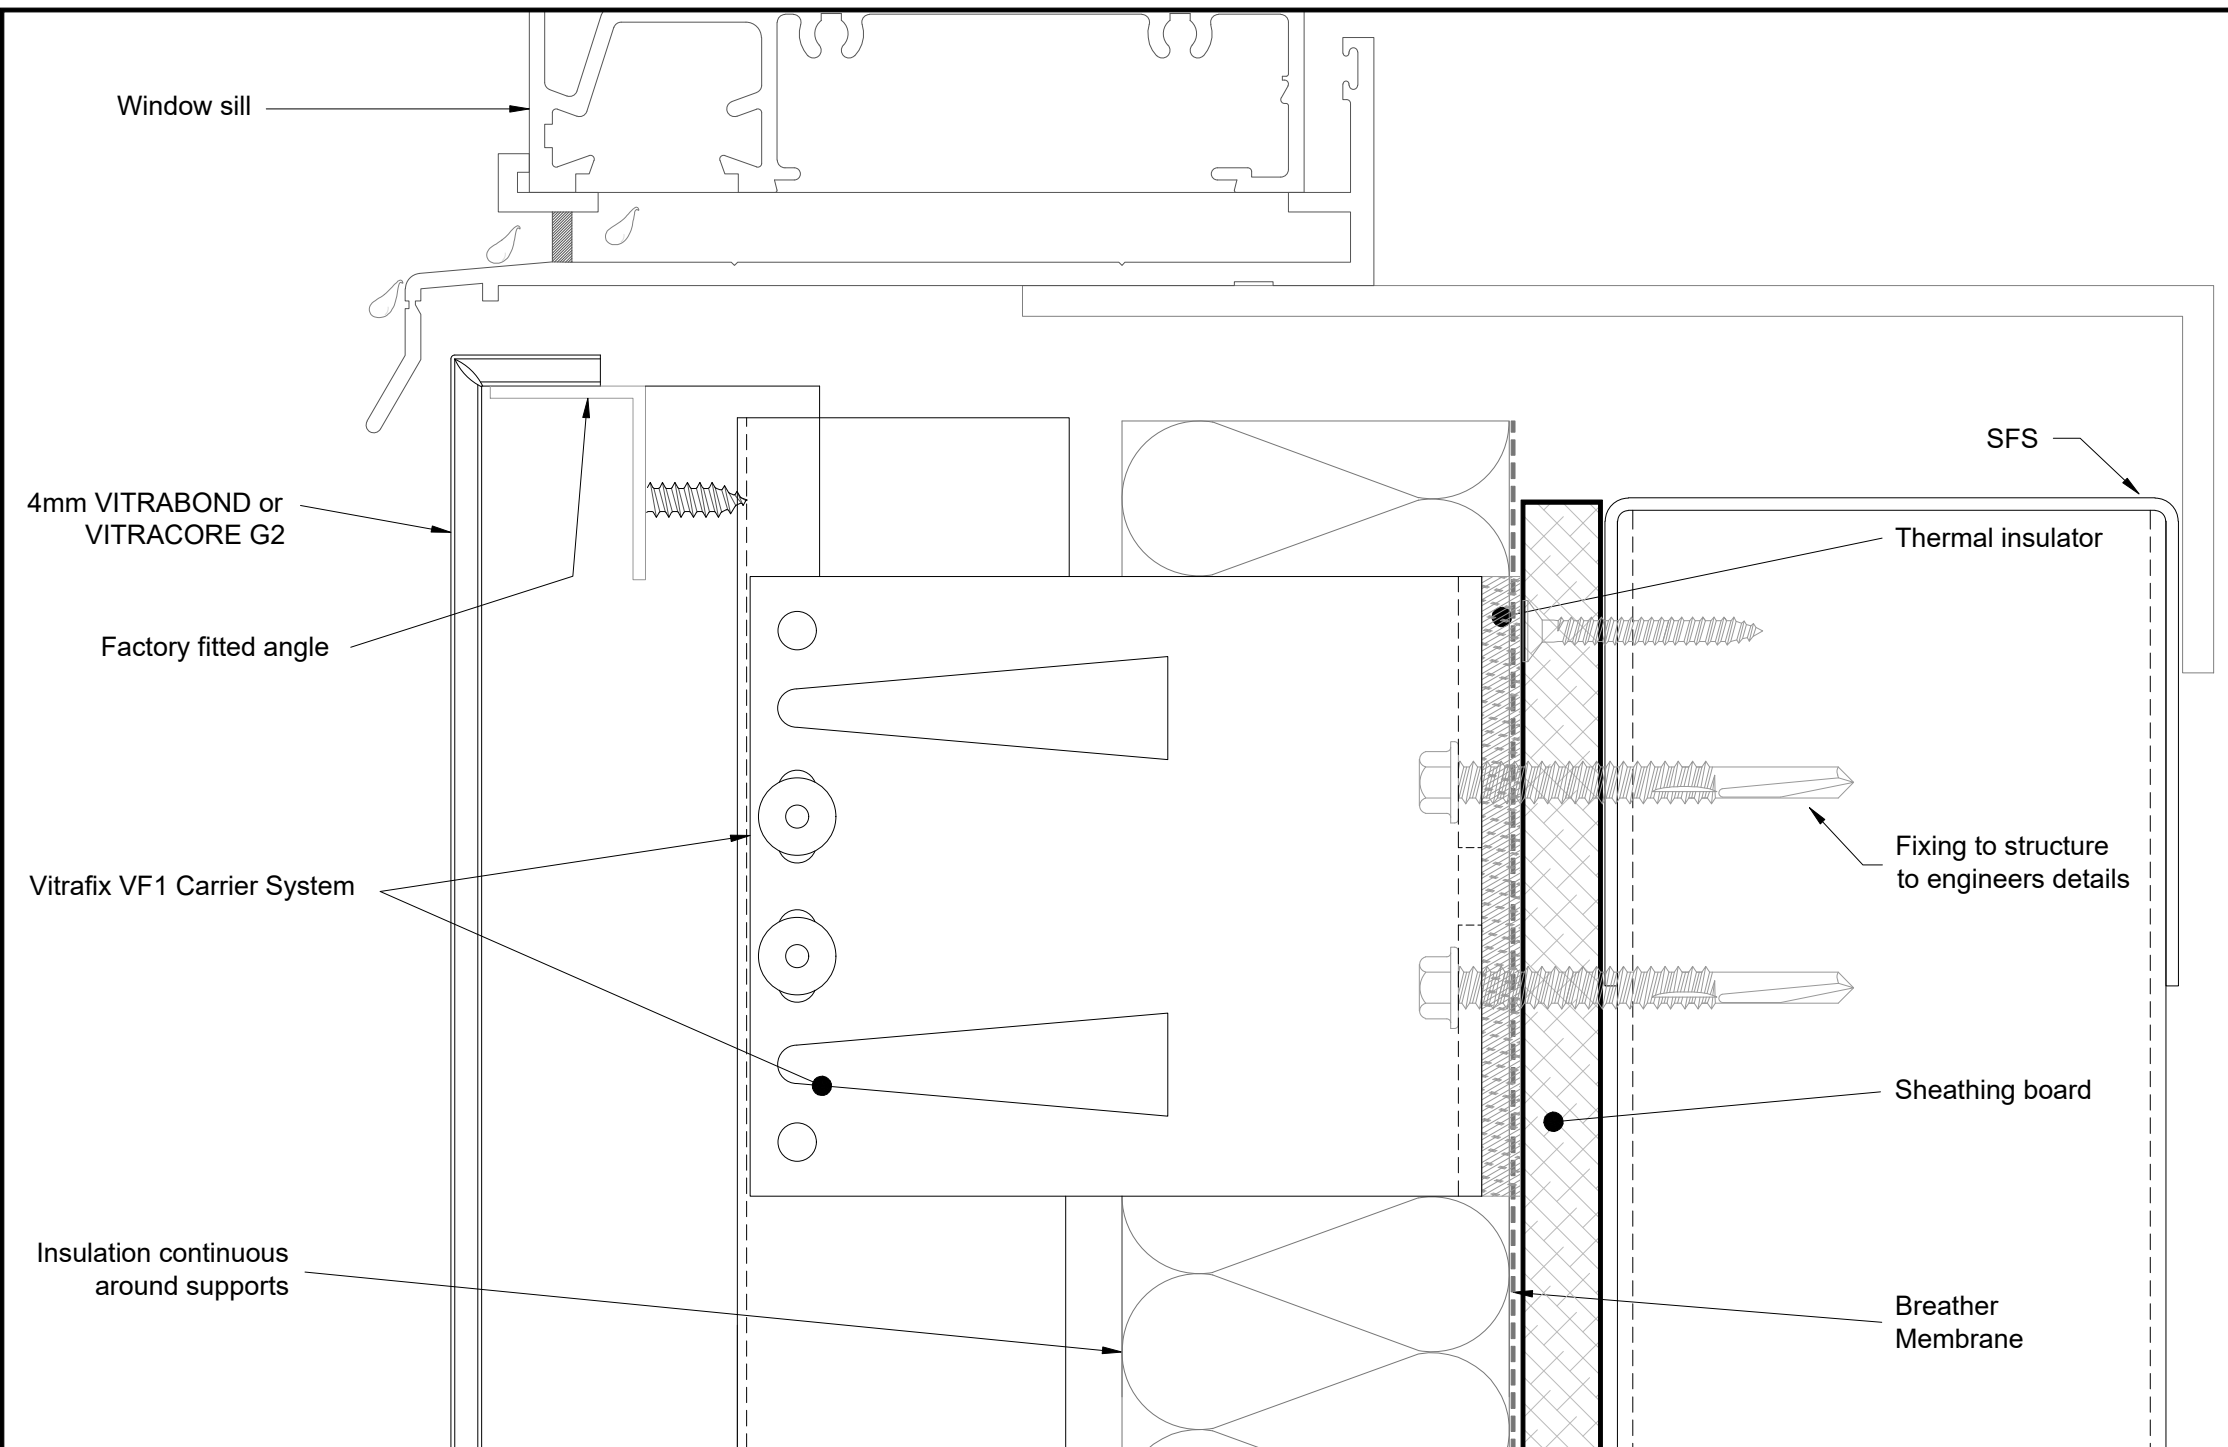 Window sill
4mm VITRABOND or
VITRACORE G2
Factory fitted angle
Vitrafix VF1 Carrier System
Insulation continuous
around supports
SFS
Thermal insulator
Fixing to structure
to engineers details
Sheathing board
Breather
Membrane